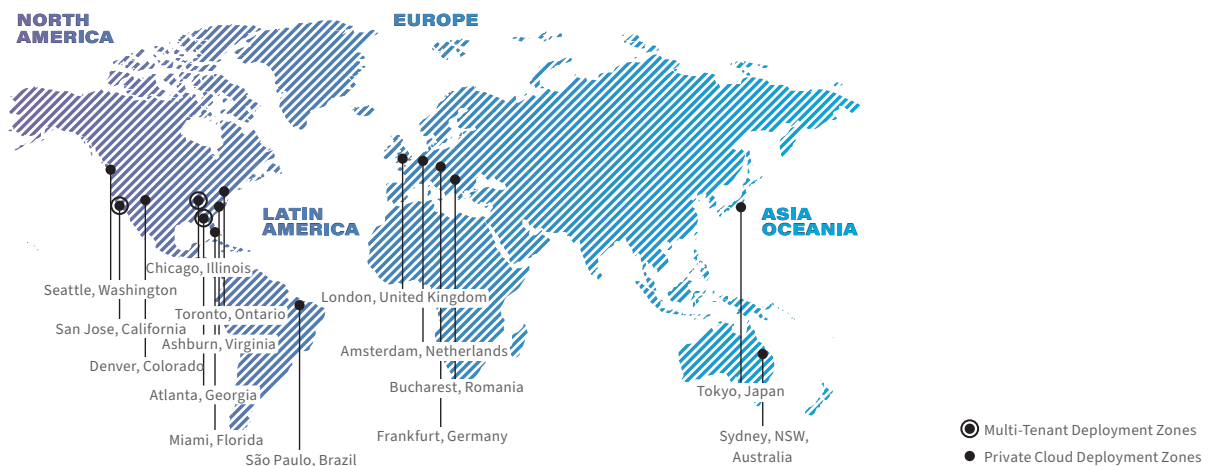 NORTH
AMERICA
EUROPE
LATIN
AMERICA
ASIA
OCEANIA
Chicago, Illinois
Seattle, Washington
London, United Kingdom
Toronto, Ontario
San Jose, California
Ashburn, Virginia
Amsterdam, Netherlands
Denver, Colorado
Bucharest, Romania
Atlanta, Georgia
Tokyo, Japan
Miami, Florida
Frankfurt, Germany
Sydney, NSW,
Australia
São Paulo, Brazil
Multi-Tenant Deployment Zones
Private Cloud Deployment Zones